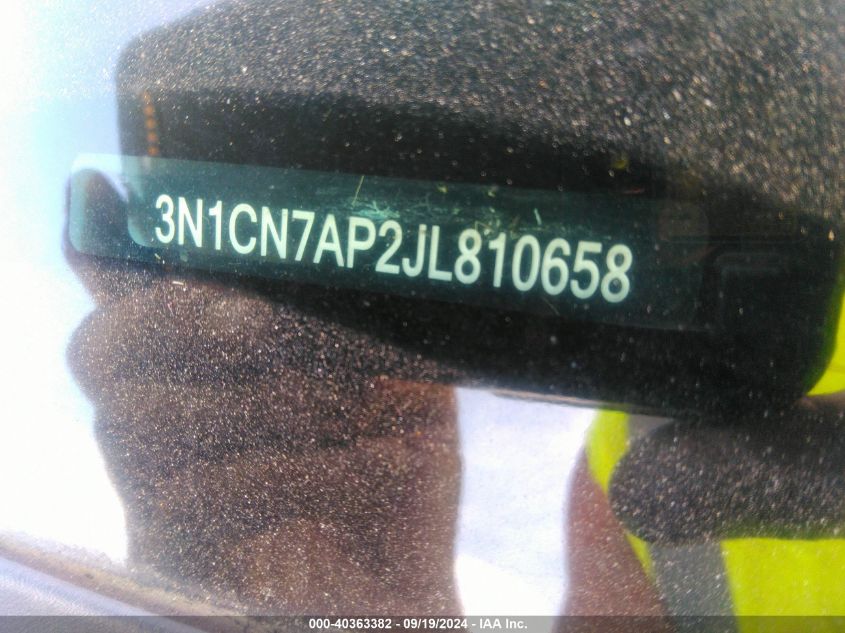 3N1CN7AP2JL810658
000-40363382 - 09/19/2024 - IAA Inc.